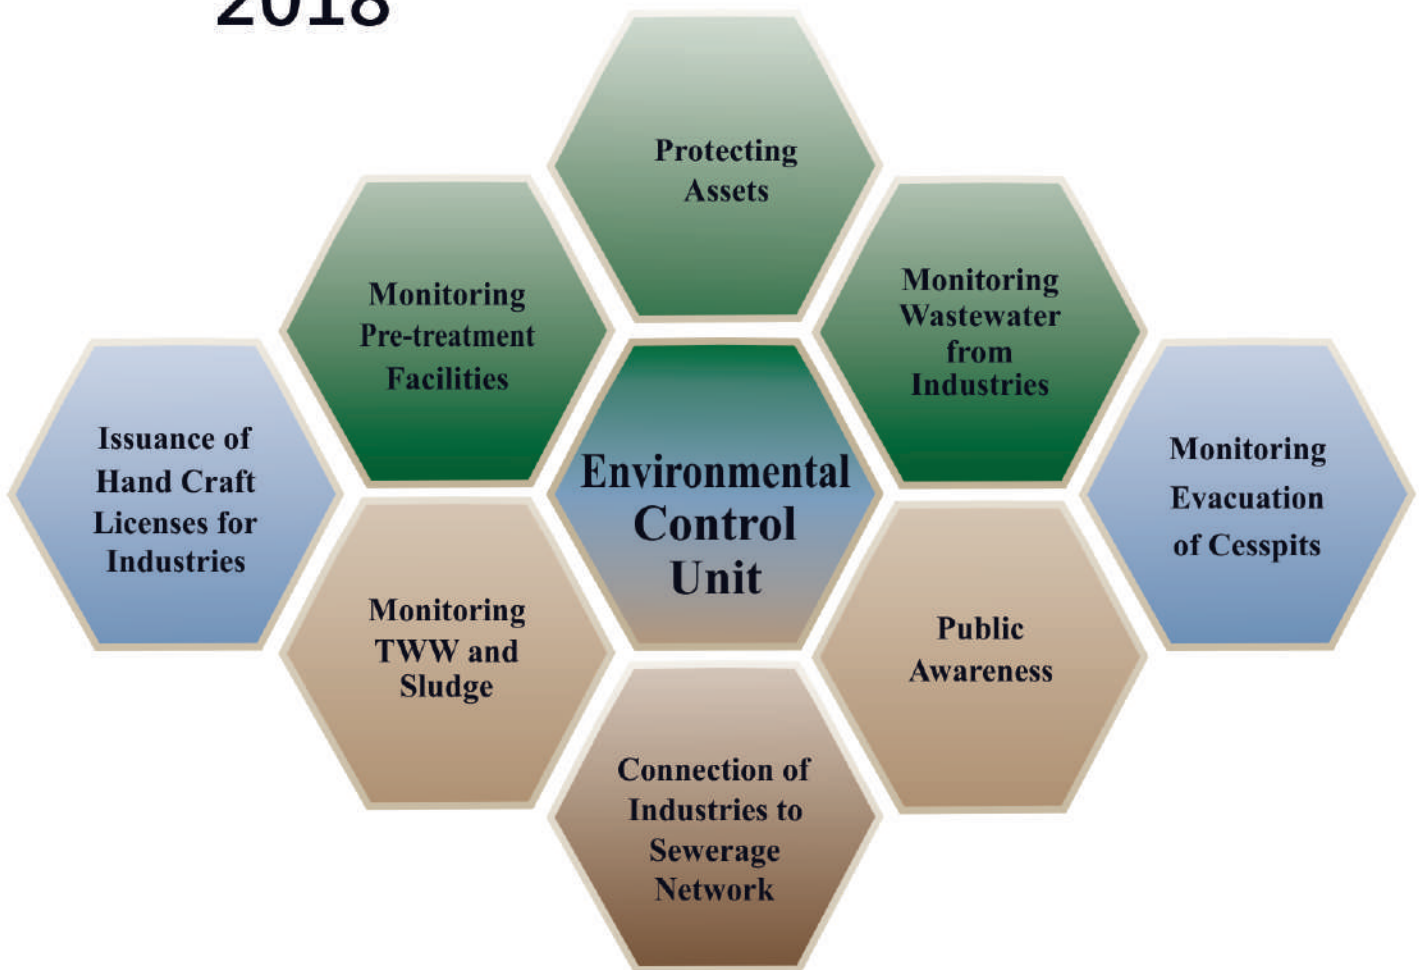 2018
Protecting
Assets
Monitoring
Pre-treatment
Facilities
Monitoring
Wastewater
from
Industries
Issuance of
Hand Craft
Licenses for
Industries
Environmental
Control
Unit
Monitoring
Evacuation
of Cesspits
Monitoring
TWW and
Sludge
Public
Awareness
Connection of
Industries to
Sewerage
Network